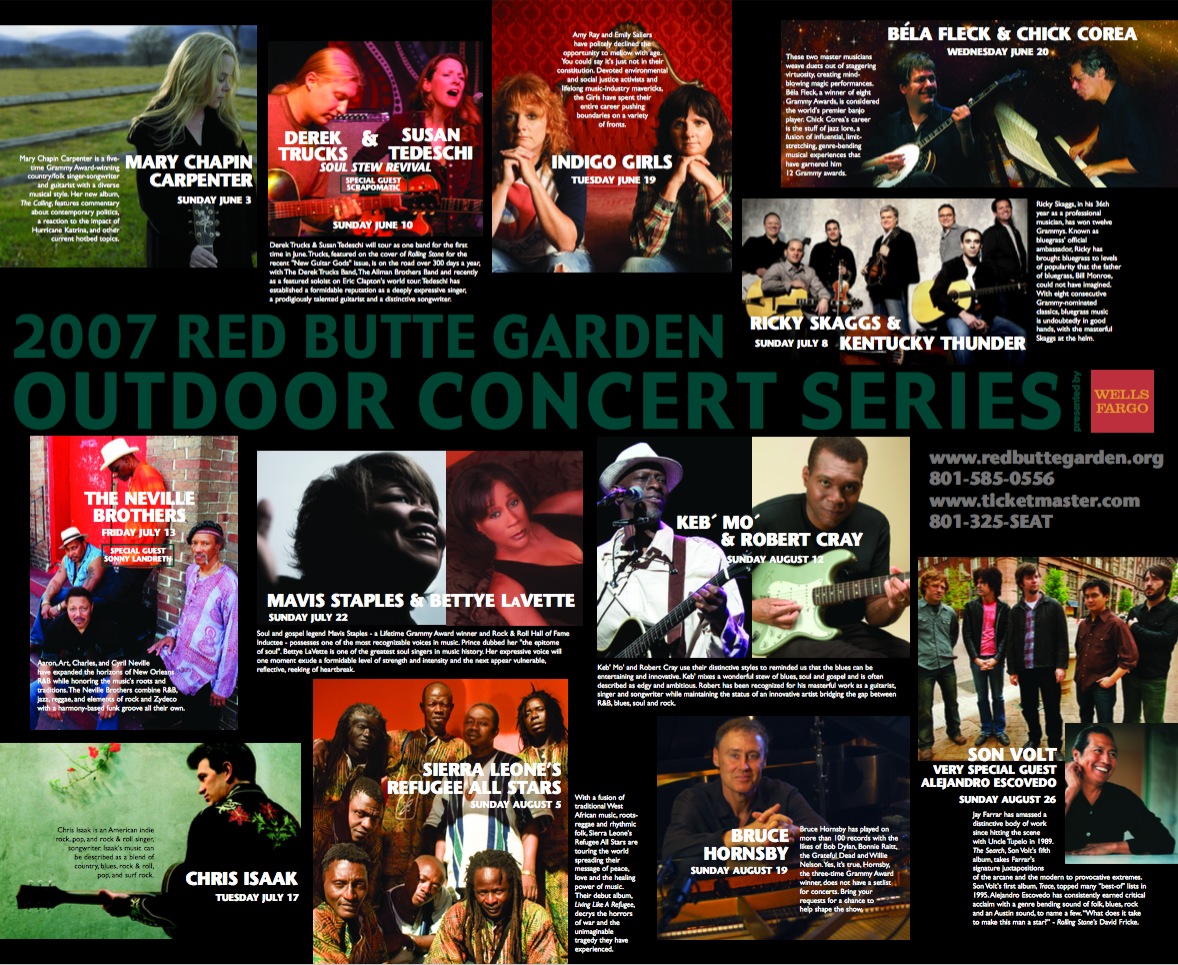 Mary Chapin Carpenter is a five-
time Grammy Award-winning
country/folk singer-songwriter
and guitarist with a diverse
musical style. Her new album,
The Calling, features commentary
about contemporary politics,
a reaction to the impact of
Hurricane Katrina, and other
current hotbed topics.
MARY CHAPIN
CARPENTER
SUNDAY JUNE 3
DEREK
TRUCKS
&
SUSAN
TEDESCHI
SOUL STEW REVIVAL
SPECIAL GUEST
SCRAPOMATIC
SUNDAY JUNE 10
Derek Trucks & Susan Tedeschi will tour as one band for the first
time in June. Trucks, featured on the cover of Rolling Stone for the
recent "New Guitar Gods" issue, is on the road over 300 days a year,
with The Derek Trucks Band, The Allman Brothers Band and recently
as a featured soloist on Eric Clapton's world tour. Tedeschi has
established a formidable reputation as a deeply expressive singer,
a prodigiously talented guitarist and a distinctive songwriter.
Amy Ray and Emily Saliers
have politely declined the
opportunity to mellow with age.
You could say it's just not in their
constitution. Devoted environmental
and social justice activists and
lifelong music-industry mavericks,
the Girls have spent their
entire career pushing
boundaries on a variety
of fronts.
INDIGO GIRLS
TUESDAY JUNE 19
BÉLA FLECK & CHICK COREA
WEDNESDAY JUNE 20
These two master musicians
weave duets out of staggering
virtuosity, creating mind-
blowing magic performances.
Béla Fleck, a winner of eight
Grammy Awards, is considered
the world's premier banjo
player. Chick Corea's career
is the stuff of jazz lore, a
fusion of influential, limit-
stretching, genre-bending
musical experiences that
have garnered him
12 Grammy awards.
RICKY SKAGGS &
SUNDAY JULY 8 KENTUCKY THUNDER
Ricky Skaggs, in his 36th
year as a professional
musician, has won twelve
Grammys. Known as
bluegrass' official
ambassador, Ricky has
brought bluegrass to levels
of popularity that the father
of bluegrass, Bill Monroe,
could not have imagined.
With eight consecutive
Grammy-nominated
classics, bluegrass music
is undoubtedly in good
hands, with the masterful
Skaggs at the helm.
2007 RED BUTTE GARDEN
OUTDOOR CONCERT SERIES
presented by
WELLS
FARGO
www.redbuttegarden.org
801-585-0556
www.ticketmaster.com
801-325-SEAT
THE NEVILLE
BROTHERS
FRIDAY JULY 13
SPECIAL GUEST
SONNY LANDRETH
Aaron, Art, Charles, and Cyril Neville
have expanded the horizons of New Orleans
R&B while honoring the music's roots and
traditions. The Neville Brothers combine R&B,
jazz, reggae, and elements of rock and Zydeco
with a harmony-based funk groove all their own.
MAVIS STAPLES & BETTYE LAVETTE
SUNDAY JULY 22
Soul and gospel legend Mavis Staples - a Lifetime Grammy Award winner and Rock & Roll Hall of Fame
inductee - possesses one of the most recognizable voices in music. Prince dubbed her "the epitome
of soul". Bettye LaVette is one of the greatest soul singers in music history. Her expressive voice will
one moment exude a formidable level of strength and intensity and the next appear vulnerable,
reflective, reeking of heartbreak.
KEB´ MO´
& ROBERT CRAY
SUNDAY AUGUST 12
Keb' Mo' and Robert Cray use their distinctive styles to reminded us that the blues can be
entertaining and innovative. Keb' mixes a wonderful stew of blues, soul and gospel and is often
described as edgy and ambitious. Robert has been recognized for his masterful work as a guitarist,
singer and songwriter while maintaining the status of an innovative artist bridging the gap between
R&B, blues, soul and rock.
SON VOLT
VERY SPECIAL GUEST
ALEJANDRO ESCOVEDO
SUNDAY AUGUST 26
Jay Farrar has amassed a
distinctive body of work
since hitting the scene
with Uncle Tupelo in 1989.
The Search, Son Volt's fifth
album, takes Farrar's
signature juxtapositions
of the arcane and the modern to provocative extremes.
Son Volt's first album, Trace, topped many "best-of" lists in
1995. Alejandro Escovedo has consistently earned critical
acclaim with a genre bending sound of folk, blues, rock
and an Austin sound, to name a few. "What does it take
to make this man a star?" - Rolling Stone's David Fricke.
Chris Isaak is an American indie
rock, pop, and rock & roll singer,
songwriter. Isaak's music can
be described as a blend of
country, blues, rock & roll,
pop, and surf rock.
CHRIS ISAAK
TUESDAY JULY 17
SIERRA LEONE'S
REFUGEE ALL STARS
SUNDAY AUGUST 5
With a fusion of
traditional West
African music, roots-
reggae and rhythmic
folk, Sierra Leone's
Refugee All Stars are
touring the world
spreading their
message of peace,
love and the healing
power of music.
Their debut album,
Living Like A Refugee,
decrys the horrors
of war and the
unimaginable
tragedy they have
experienced.
BRUCE
HORNSBY
SUNDAY AUGUST 19
Bruce Hornsby has played on
more than 100 records with the
likes of Bob Dylan, Bonnie Raitt,
the Grateful Dead and Willie
Nelson. Yes, it's true, Hornsby,
the three-time Grammy Award
winner, does not have a setlist
for concerts. Bring your
requests for a chance to
help shape the show.